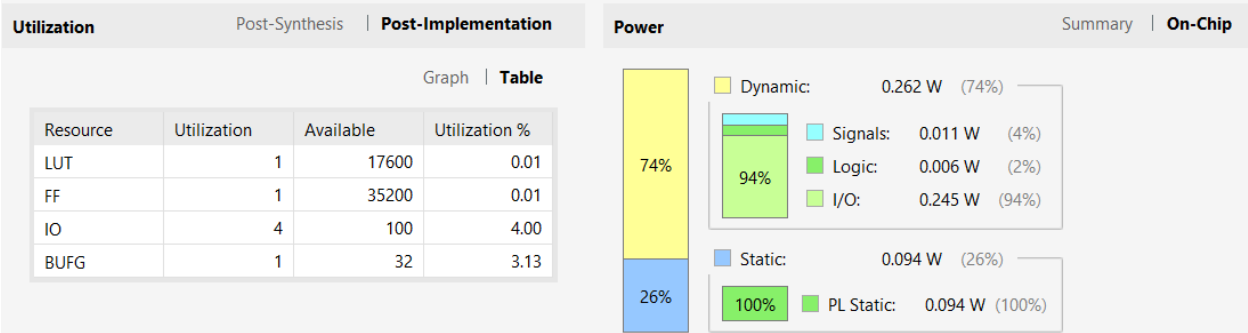 Utilization Post-Synthesis | Post-Implementation
Graph | Table
Resource Utilization Available Utilization %
LUT 1 17600 0.01
FF 1 35200 0.01
IO 4 100 4.00
BUFG 1 32 3.13
Power Summary | On-Chip
74%
26%
Dynamic: 0.262 W (74%)
94%
Signals: 0.011 W (4%)
Logic: 0.006 W (2%)
I/O: 0.245 W (94%)
Static: 0.094 W (26%)
100% PL Static: 0.094 W (100%)